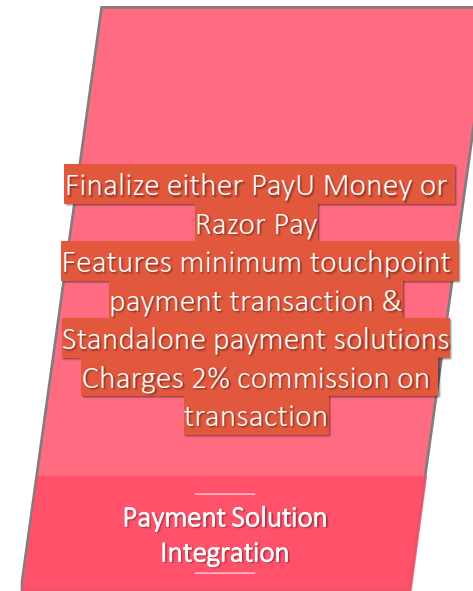 Finalize either PayU Money or
Razor Pay
Features minimum touchpoint
payment transaction &
Standalone payment solutions
Charges 2% commission on
transaction
Payment Solution
Integration